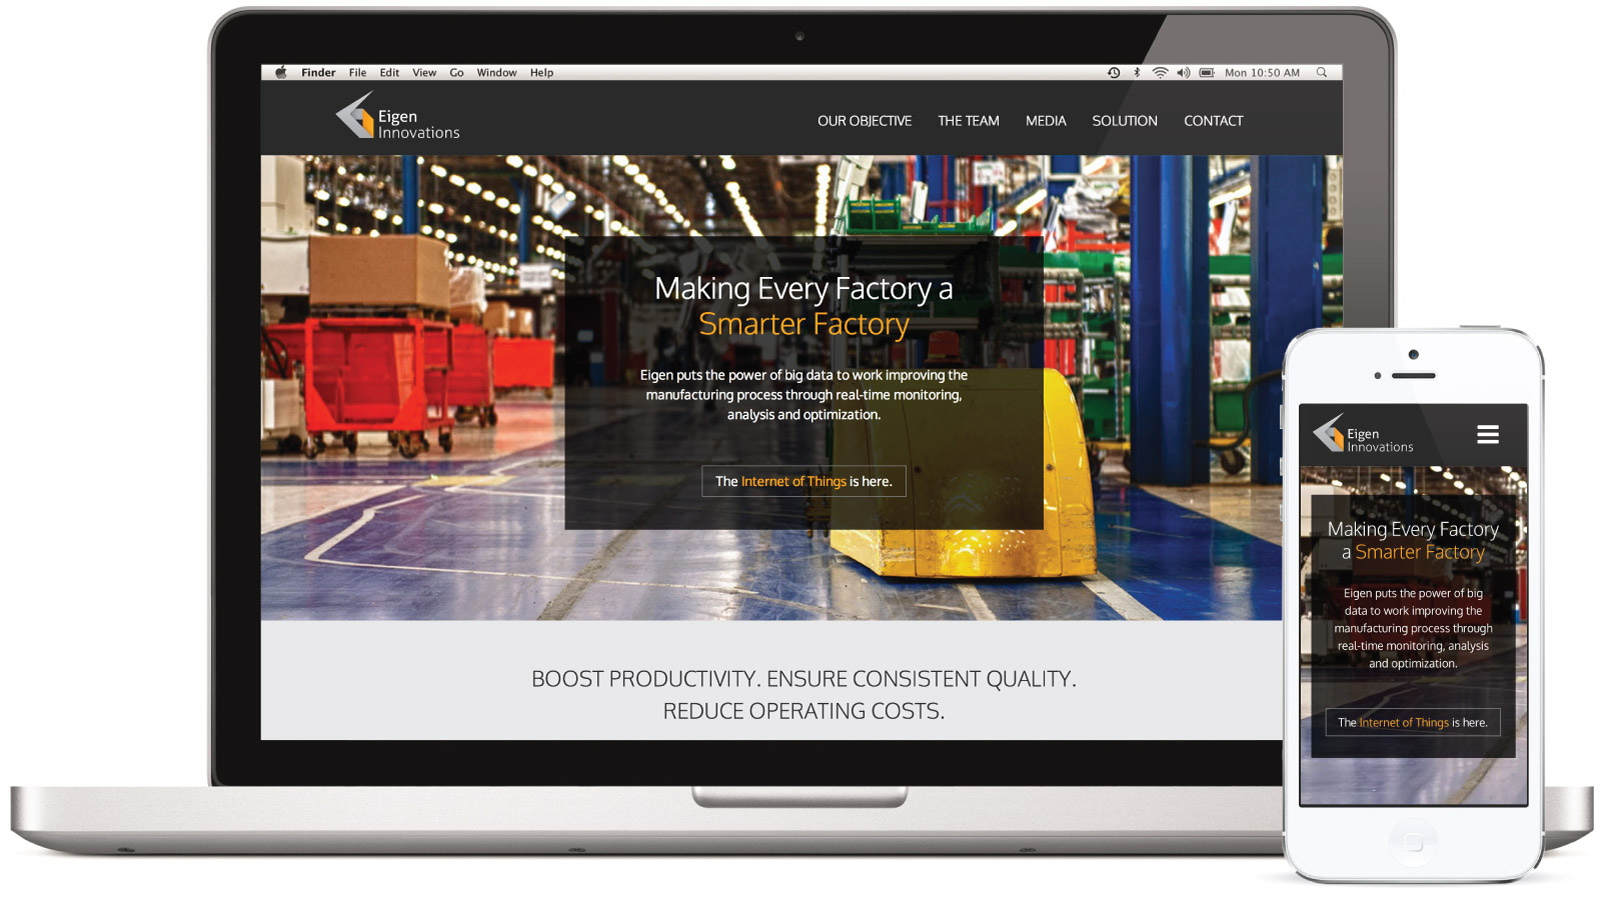 Finder File Edit View Go Window Help
Mon 10:50 AM
Eigen
Innovations
OUR OBJECTIVE THE TEAM MEDIA SOLUTION CONTACT
Making Every Factory a
Smarter Factory
Eigen puts the power of big data to work improving the
manufacturing process through real-time monitoring,
analysis and optimization.
The Internet of Things is here.
BOOST PRODUCTIVITY. ENSURE CONSISTENT QUALITY.
REDUCE OPERATING COSTS.
Eigen
Innovations
Making Every Factory
a Smarter Factory
Eigen puts the power of big
data to work improving the
manufacturing process through
real-time monitoring, analysis
and optimization.
The Internet of Things is here.